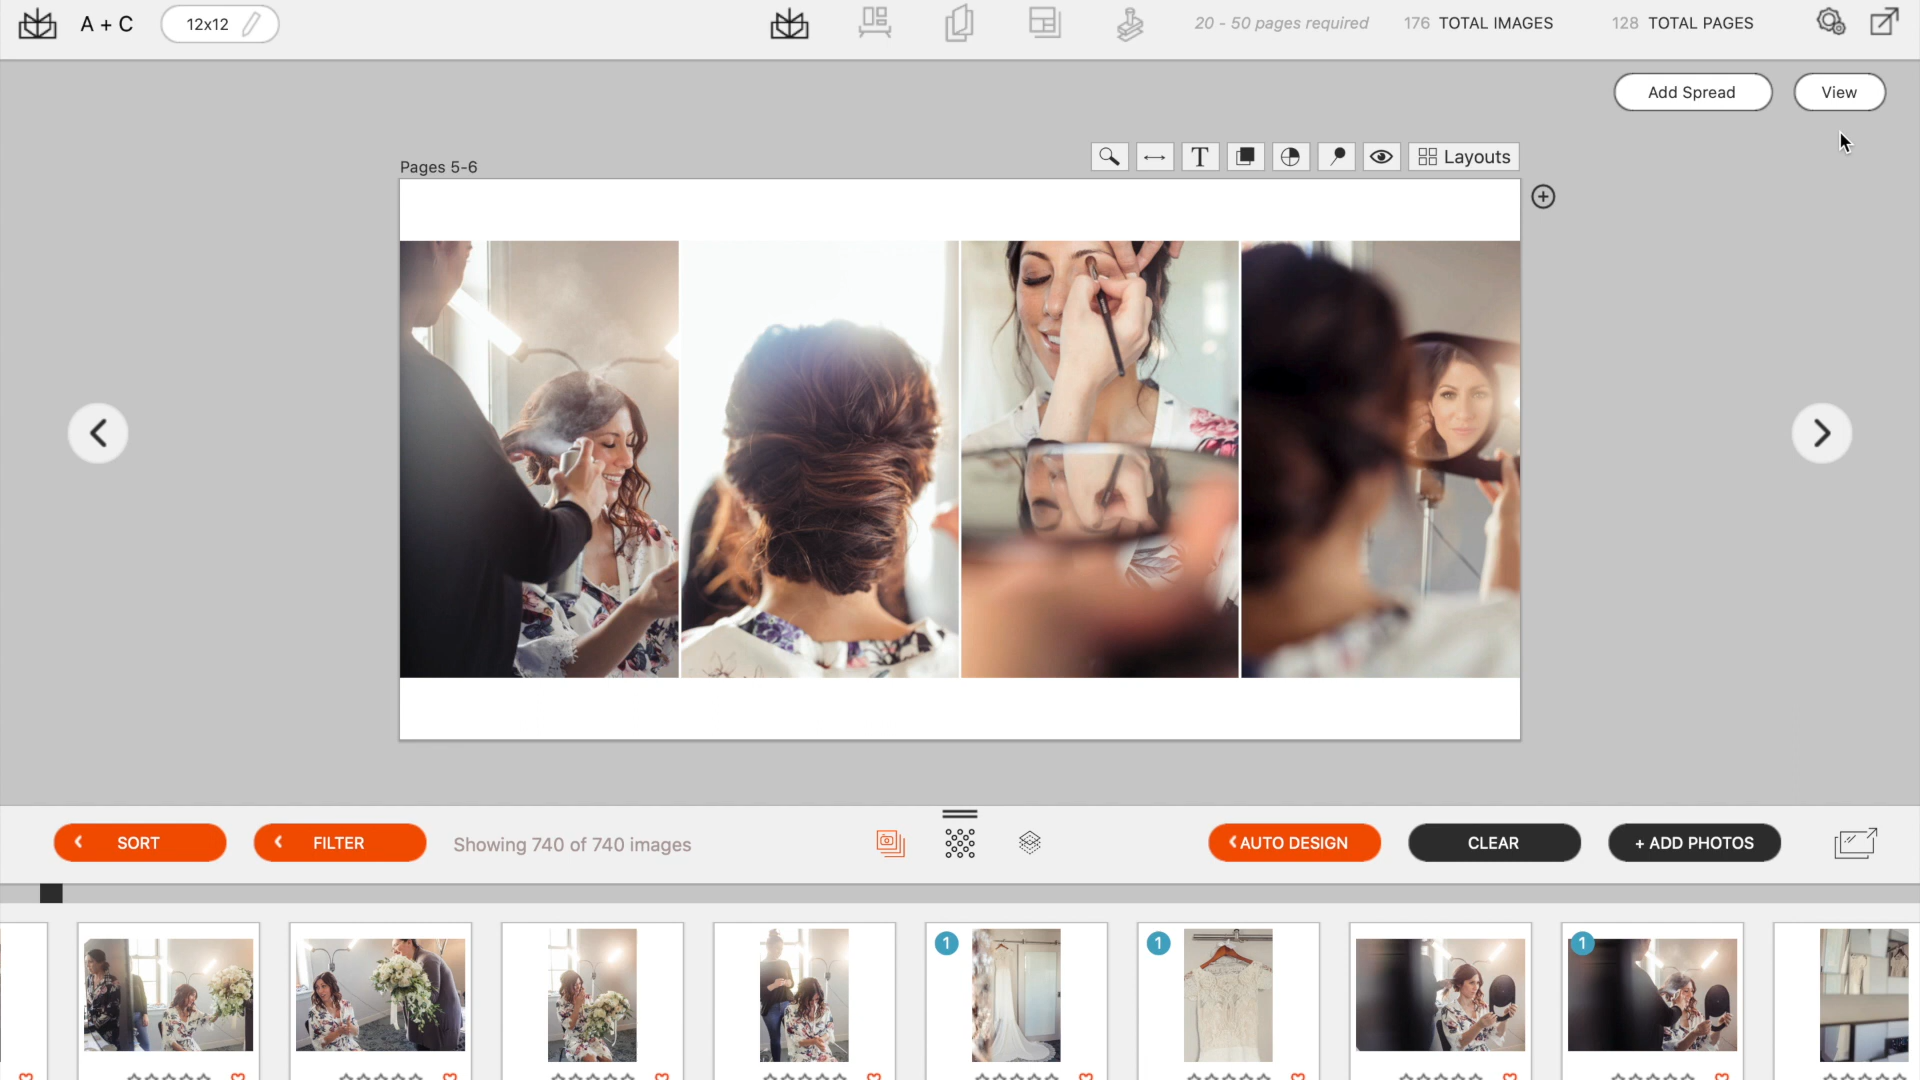 A + C
12x12
20 - 50 pages required
176 TOTAL IMAGES
128 TOTAL PAGES
Add Spread
View
Pages 5-6
T
Layouts
SORT
FILTER
Showing 740 of 740 images
AUTO DESIGN
CLEAR
+ ADD PHOTOS
1
1
1